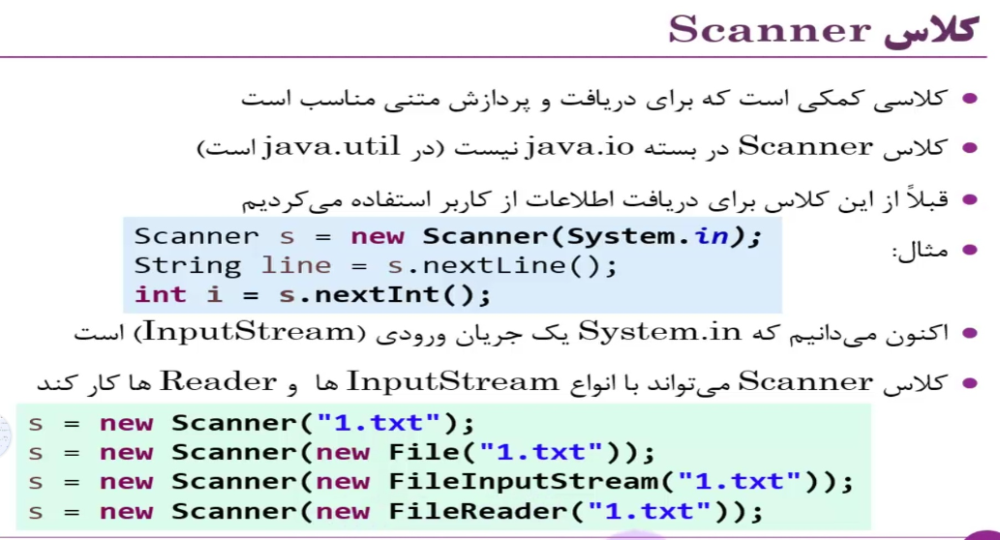 کلاس Scanner
کلاسی کمکی است که برای دریافت و پردازش متنی مناسب است
کلاس Scanner در بسته java.io نیست (در java.util است)
قبلاً از این کلاس برای دریافت اطلاعات از کاربر استفاده می‌کردیم
مثال:
Scanner s = new Scanner(System.in);
String line = s.nextLine();
int i = s.nextInt();
اکنون می‌دانیم که System.in یک جریان ورودی (InputStream) است
کلاس Scanner می‌تواند با انواع InputStream ها و Reader ها کار کند
s = new Scanner("1.txt");
s = new Scanner(new File("1.txt"));
s = new Scanner(new FileInputStream("1.txt"));
s = new Scanner(new FileReader("1.txt"));